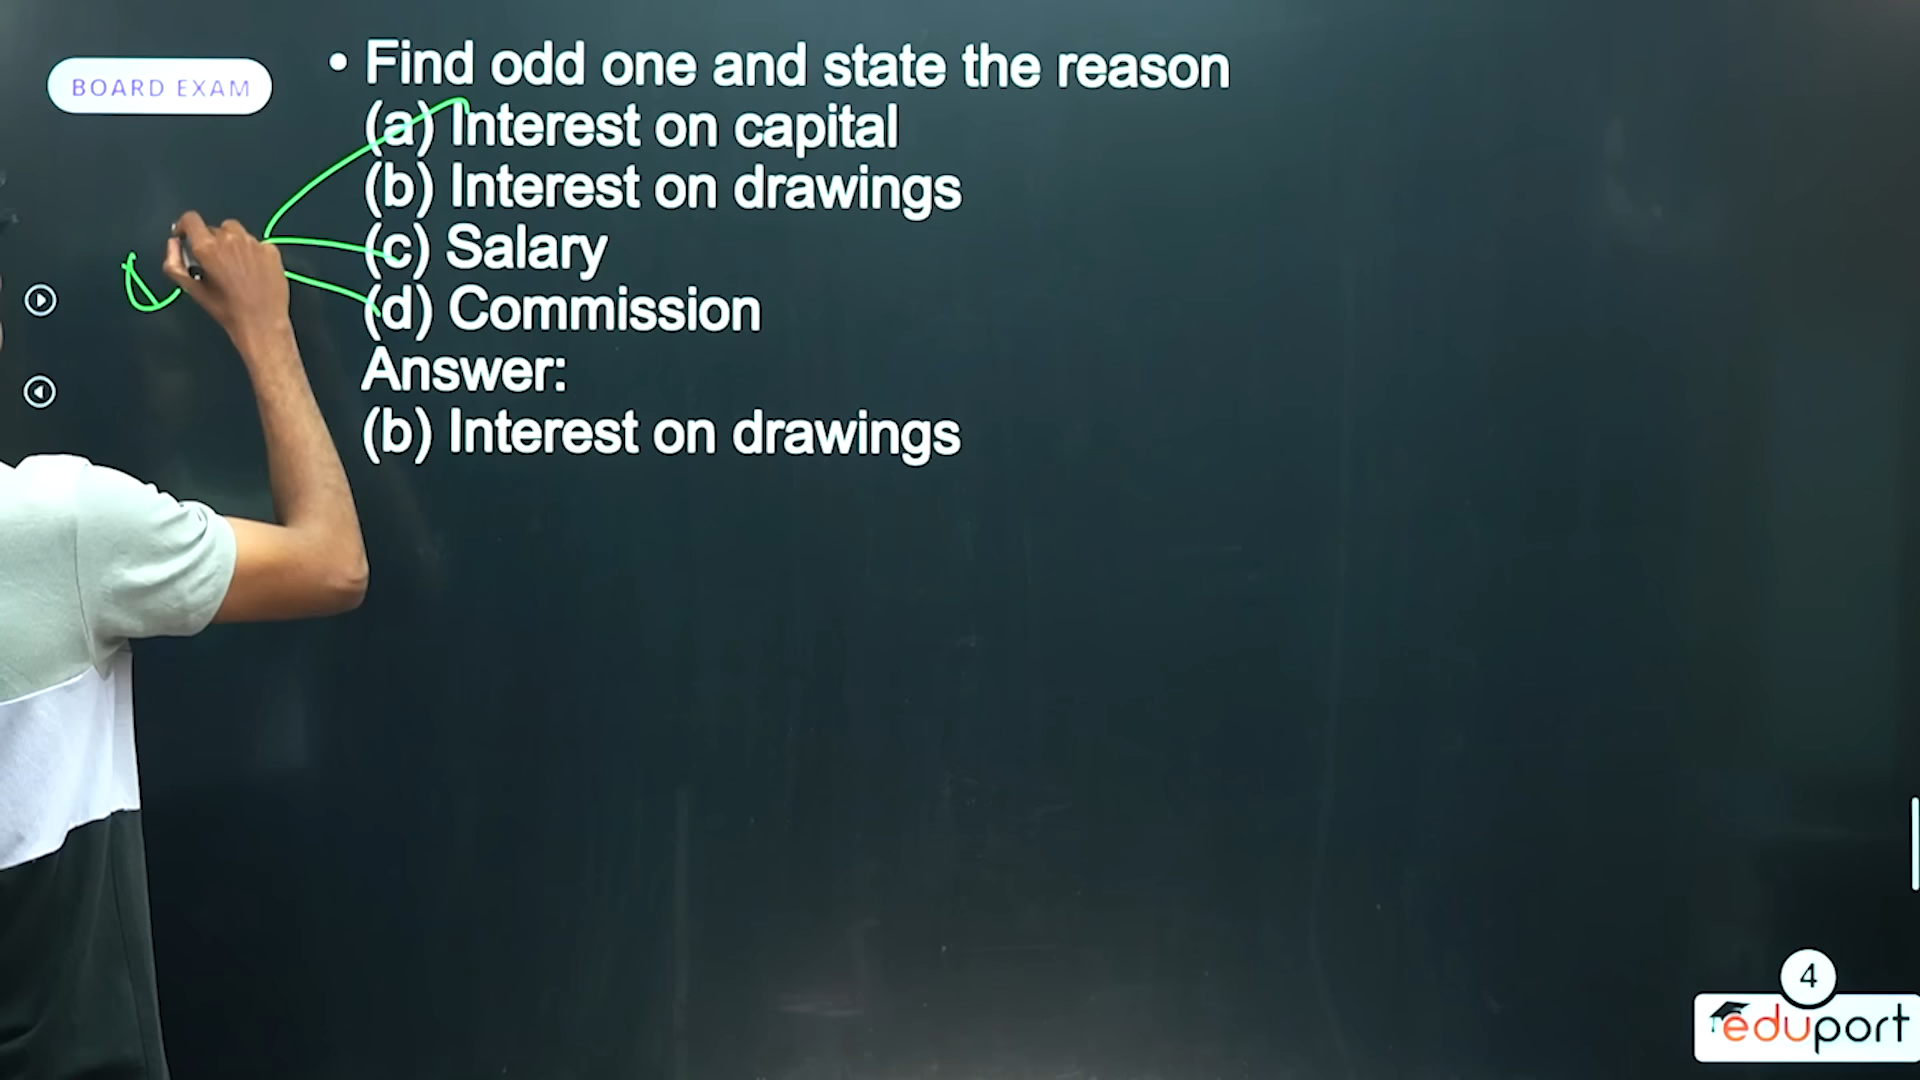 BOARD EXAM
• Find odd one and state the reason
(a) Interest on capital
(b) Interest on drawings
(c) Salary
(d) Commission
Answer:
(b) Interest on drawings
4
eduport